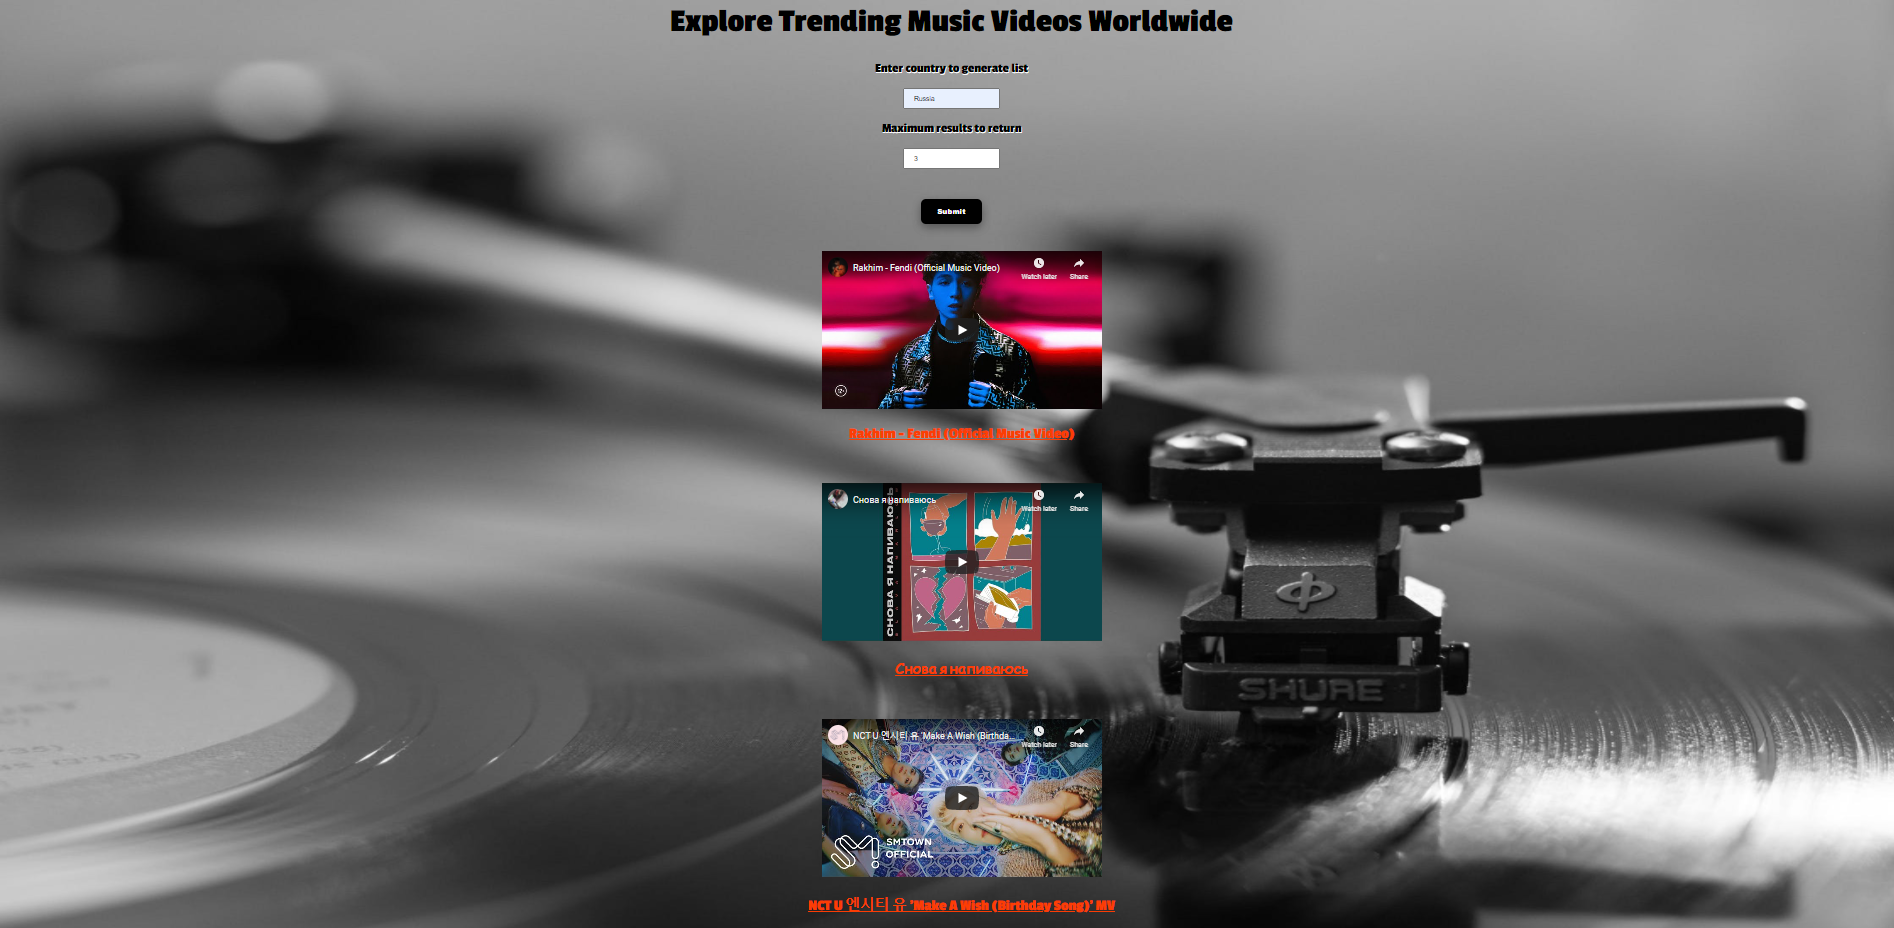 Explore Trending Music Videos Worldwide
Enter country to generate list
Russia
Maximum results to return
3
Submit
Rakhim - Fendi (Official Music Video)
Watch later
Share
12+
Rakhim - Fendi (Official Music Video)
Снова я напиваюсь
Watch later
Share
СНОВА Я НАПИВАЮСЬ
Снова я напиваюсь
NCT U 엔시티 유 'Make A Wish (Birthda...
Watch later
Share
SMTOWN
OFFICIAL
NCT U 엔시티 유 'Make A Wish (Birthday Song)' MV
SHURE